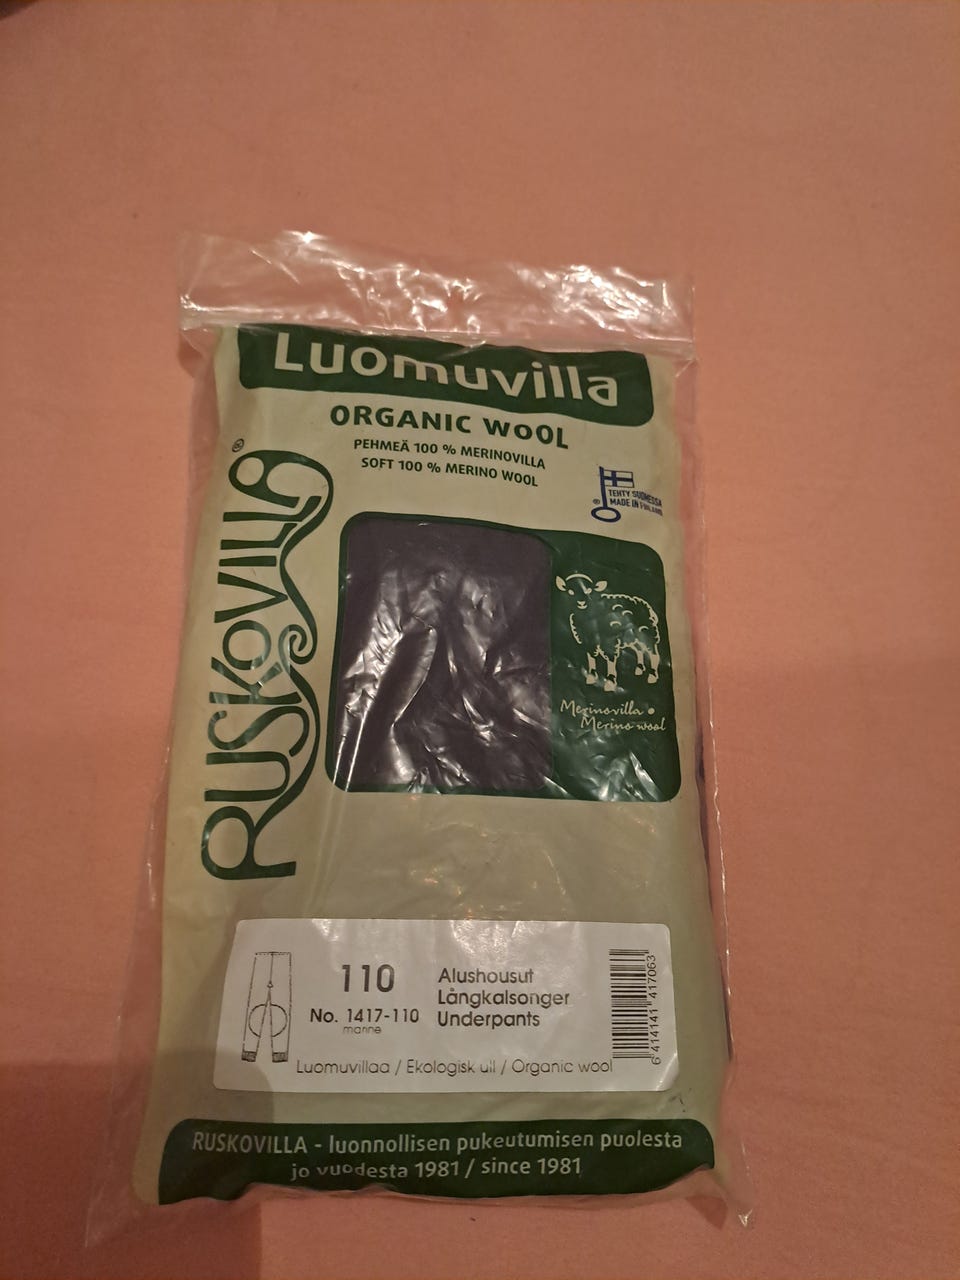 LUOMUVILLA
ORGANIC WOOL
PEHMEÄ 100 % MERINOVILLA
SOFT 100 % MERINO WOOL
®
RUSKOVILLA
®
TEHTY SUOMESSA
MADE IN FINLAND
Merinovilla •
Merino wool
110
No. 1417-110
marine
Alushousut
Långkalsonger
Underpants
6 414141 417063
Luomuvillaa / Ekologisk ull / Organic wool
RUSKOVILLA - luonnollisen pukeutumisen puolesta
jo vuodesta 1981 / since 1981